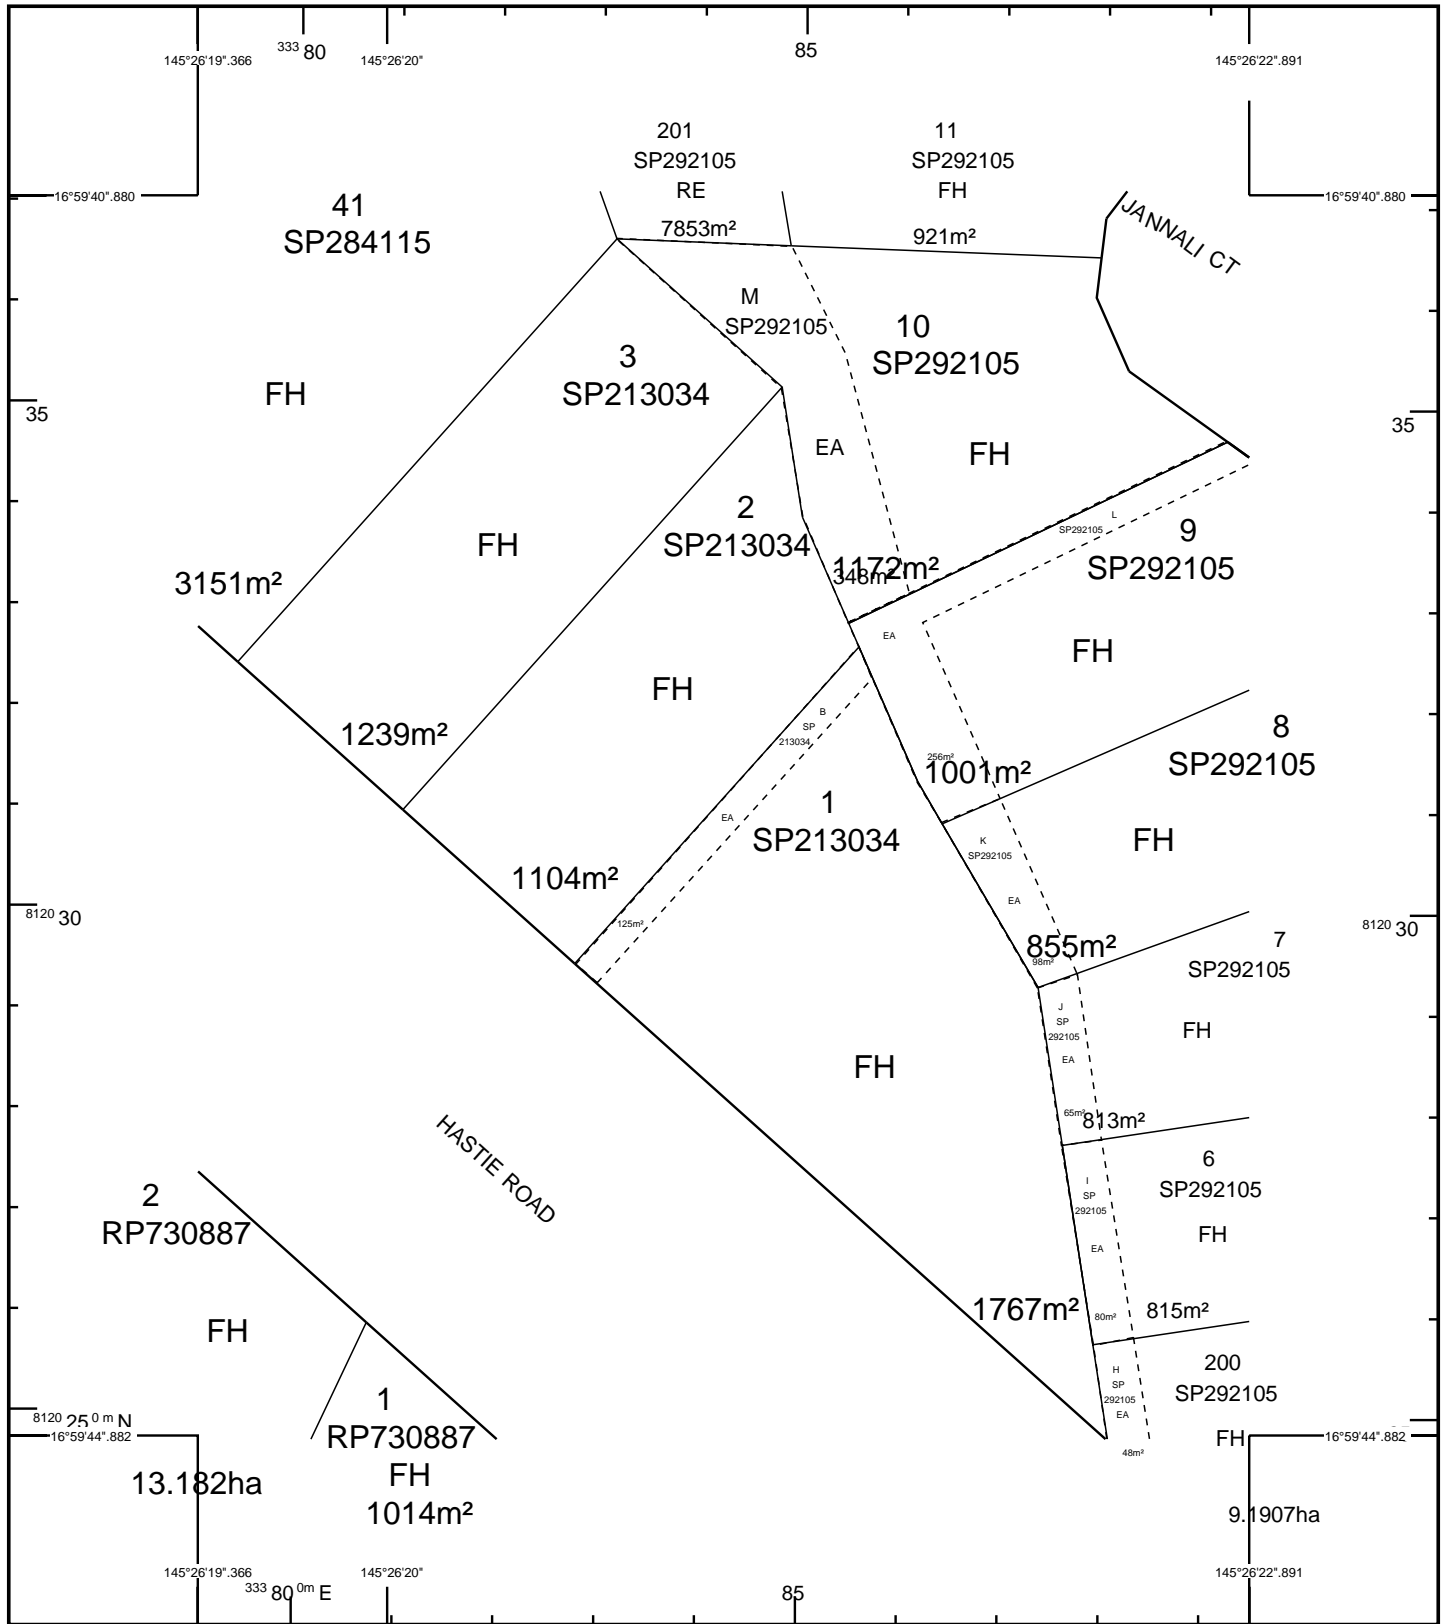 333 80
85
145°26'19".366
145°26'20"
145°26'22".891
201
SP292105
RE
7853m²
11
SP292105
FH
921m²
16°59'40".880
16°59'40".880
JANNALI CT
41
SP284115
FH
3151m²
M
SP292105
EA
348m²
10
SP292105
FH
1172m²
3
SP213034
FH
1239m²
35
35
2
SP213034
FH
1104m²
L
SP292105
EA
256m²
9
SP292105
FH
1001m²
B
SP
213034
EA
125m²
8
SP292105
FH
855m²
1
SP213034
FH
1767m²
K
SP292105
EA
98m²
8120 30
8120 30
7
SP292105
FH
813m²
J
SP
292105
EA
65m²
HASTIE ROAD
6
SP292105
FH
815m²
I
SP
292105
EA
80m²
2
RP730887
FH
13.182ha
200
SP292105
FH
9.1907ha
H
SP
292105
EA
48m²
1
RP730887
FH
1014m²
8120 25 0 m N
16°59'44".882
16°59'44".882
145°26'19".366
145°26'20"
145°26'22".891
333 80 0m E
85